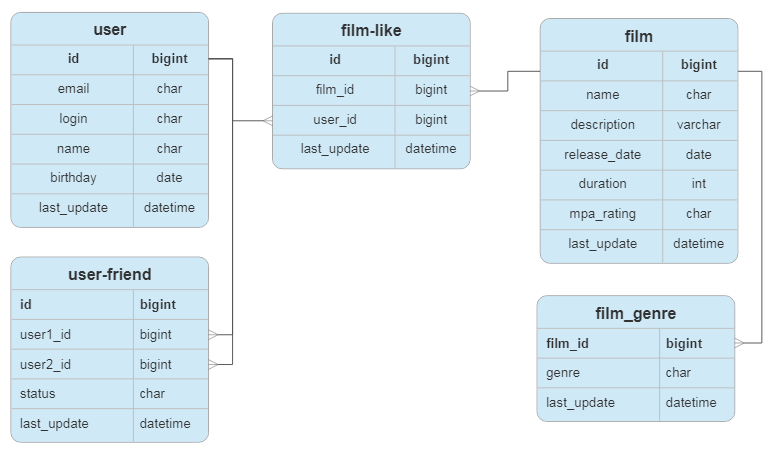 user
id bigint
email char
login char
name char
birthday date
last_update datetime
film-like
id bigint
film_id bigint
user_id bigint
last_update datetime
film
id bigint
name char
description varchar
release_date date
duration int
mpa_rating char
last_update datetime
user-friend
id bigint
user1_id bigint
user2_id bigint
status char
last_update datetime
film_genre
film_id bigint
genre char
last_update datetime